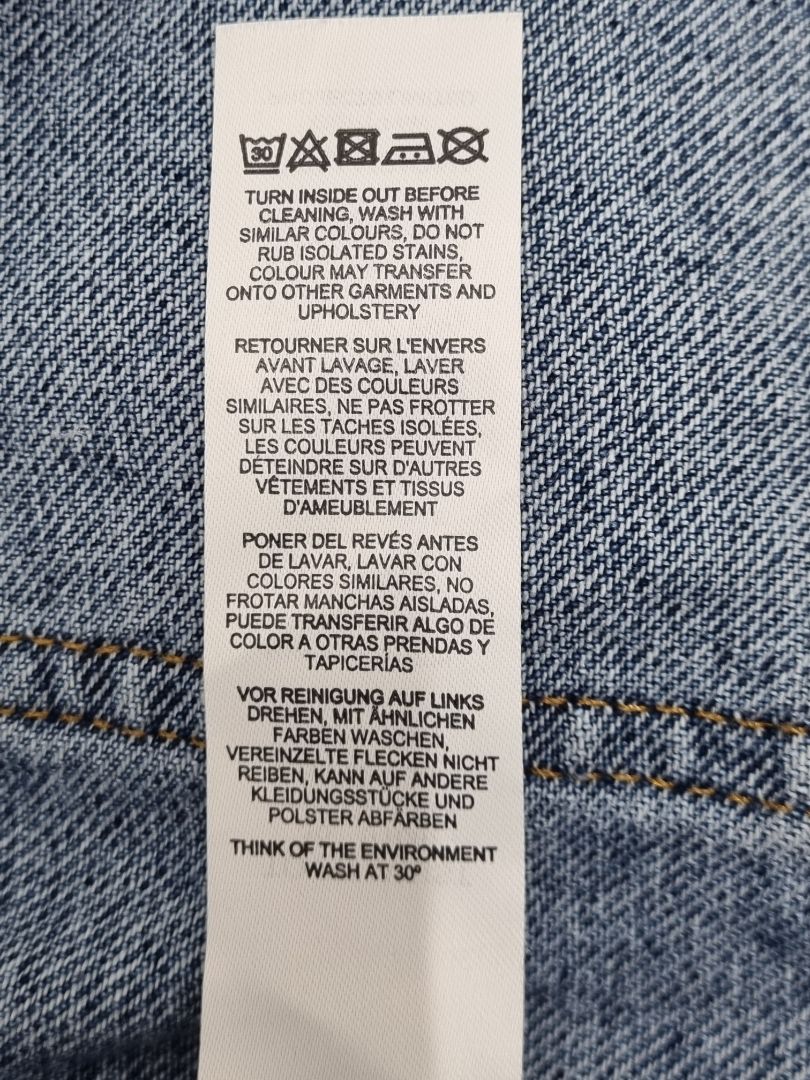 30
TURN INSIDE OUT BEFORE
CLEANING, WASH WITH
SIMILAR COLOURS, DO NOT
RUB ISOLATED STAINS,
COLOUR MAY TRANSFER
ONTO OTHER GARMENTS AND
UPHOLSTERY
RETOURNER SUR L'ENVERS
AVANT LAVAGE, LAVER
AVEC DES COULEURS
SIMILAIRES, NE PAS FROTTER
SUR LES TACHES ISOLÉES,
LES COULEURS PEUVENT
DÉTEINDRE SUR D'AUTRES
VÊTEMENTS ET TISSUS
D'AMEUBLEMENT
PONER DEL REVÉS ANTES
DE LAVAR, LAVAR CON
COLORES SIMILARES, NO
FROTAR MANCHAS AISLADAS,
PUEDE TRANSFERIR ALGO DE
COLOR A OTRAS PRENDAS Y
TAPICERÍAS
VOR REINIGUNG AUF LINKS
DREHEN, MIT ÄHNLICHEN
FARBEN WASCHEN,
VEREINZELTE FLECKEN NICHT
REIBEN, KANN AUF ANDERE
KLEIDUNGSSTÜCKE UND
POLSTER ABFÄRBEN
THINK OF THE ENVIRONMENT
WASH AT 30º